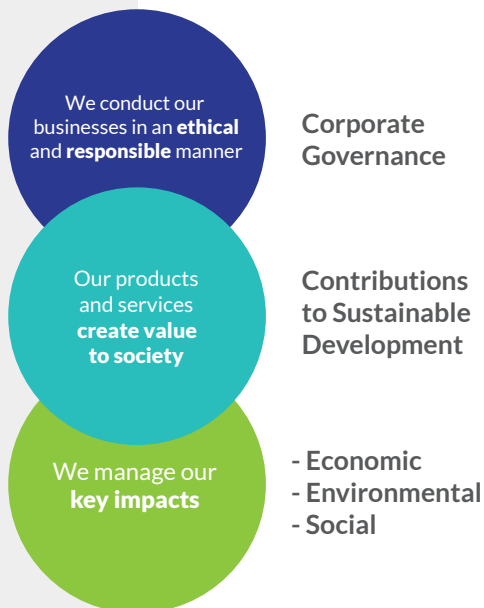 We conduct our
businesses in an ethical
and responsible manner
Corporate
Governance
Our products
and services
create value
to society
Contributions
to Sustainable
Development
We manage our
key impacts
- Economic
- Environmental
- Social